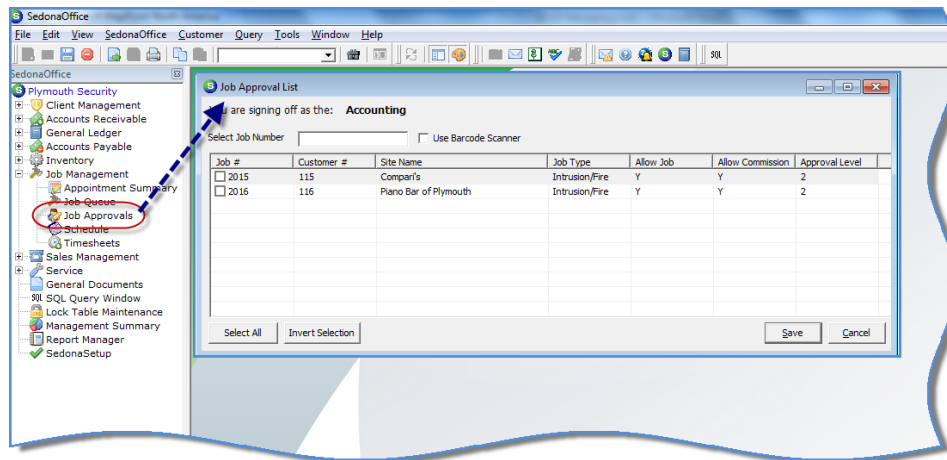 SedonaOffice
File Edit View SedonaOffice Customer Query Tools Window Help
SQL
SedonaOffice
Plymouth Security
Client Management
Accounts Receivable
General Ledger
Accounts Payable
Inventory
Job Management
Appointment Summary
Job Queue
Job Approvals
Schedule
Timesheets
Sales Management
Service
General Documents
SQL SQL Query Window
Lock Table Maintenance
Management Summary
Report Manager
SedonaSetup
Job Approval List
are signing off as the: Accounting
Select Job Number Use Barcode Scanner
Job # Customer # Site Name Job Type Allow Job Allow Commission Approval Level
2015 115 Compari's Intrusion/Fire Y Y 2
2016 116 Piano Bar of Plymouth Intrusion/Fire Y Y 2
Select All Invert Selection Save Cancel